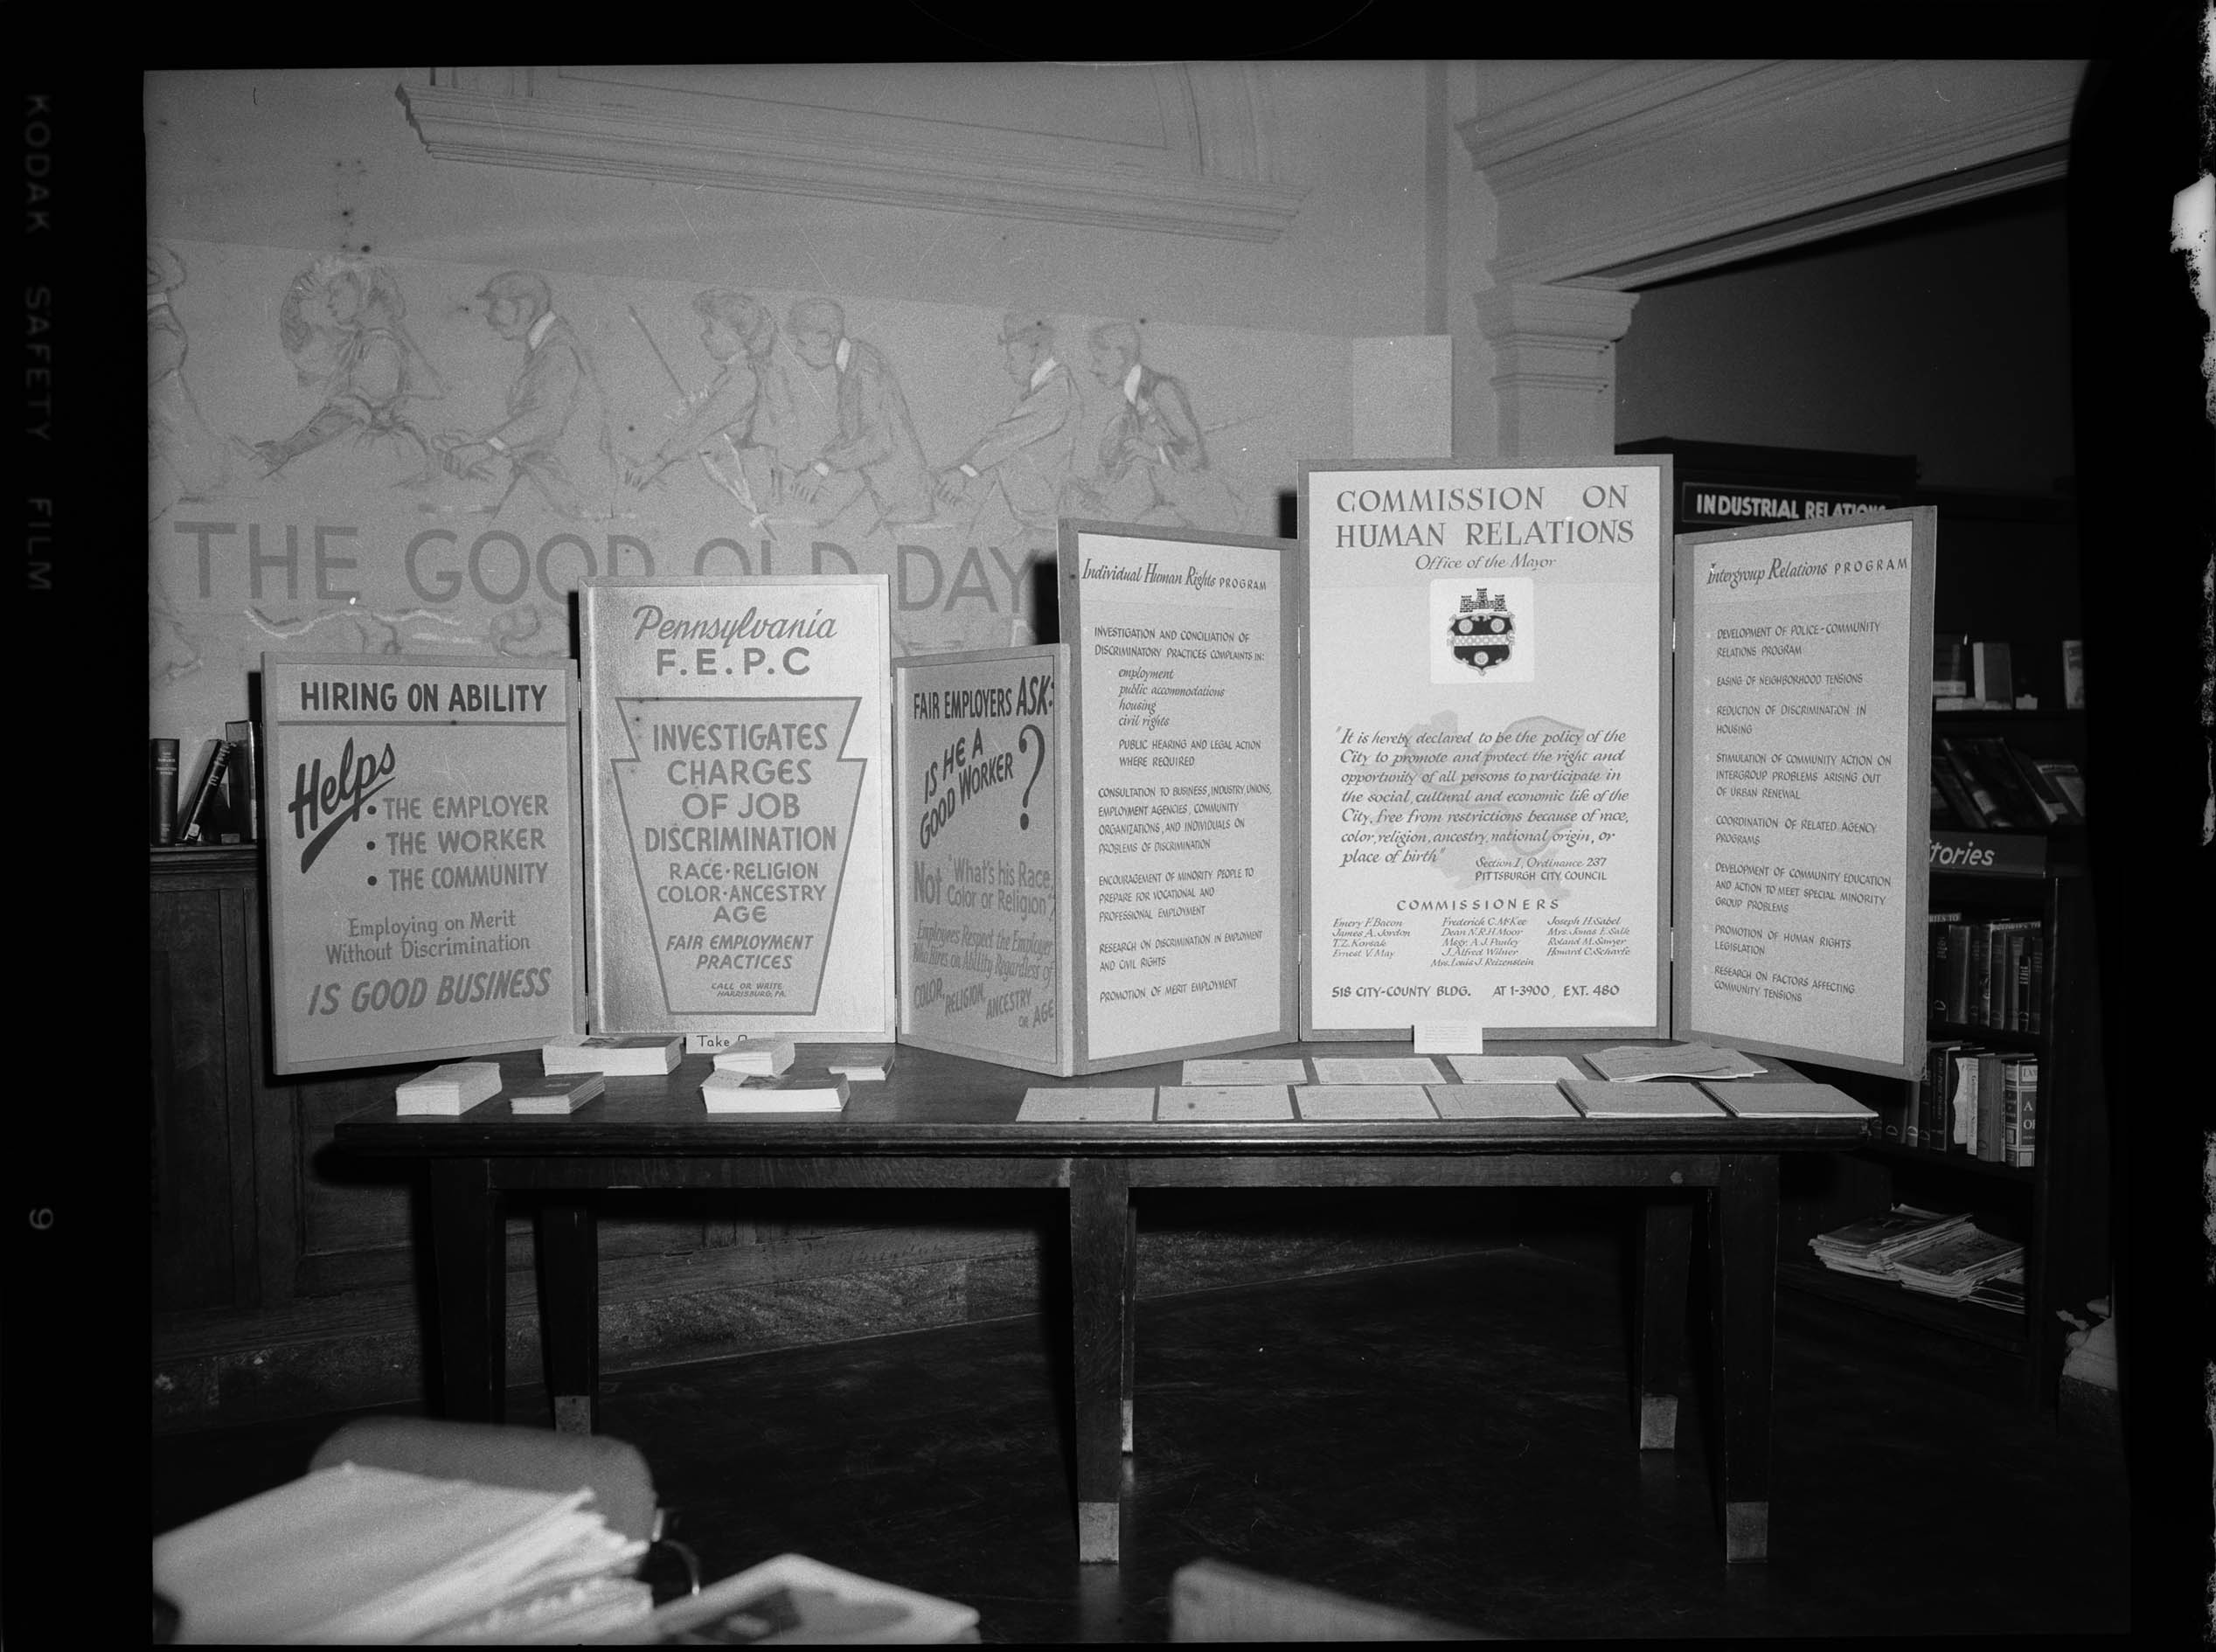 KODAK SAFETY FILM
9
THE GOOD OLD DAY
HIRING ON ABILITY
Helps
• THE EMPLOYER
• THE WORKER
• THE COMMUNITY
Employing on Merit
Without Discrimination
IS GOOD BUSINESS
Pennsylvania
F.E.P.C
INVESTIGATES
CHARGES
OF JOB
DISCRIMINATION
RACE·RELIGION
COLOR·ANCESTRY
AGE
FAIR EMPLOYMENT
PRACTICES
CALL OR WRITE
HARRISBURG, PA.
Take
FAIR EMPLOYERS ASK:
IS HE A
GOOD WORKER ?
Not "What's his Race,
Color or Religion"?
Employees Respect the Employer
Who Hires on Ability Regardless of
COLOR, RELIGION, ANCESTRY
OR AGE
Individual Human Rights PROGRAM
INVESTIGATION AND CONCILIATION OF
DISCRIMINATORY PRACTICES COMPLAINTS IN:
employment
public accommodations
housing
civil rights
PUBLIC HEARING AND LEGAL ACTION
WHERE REQUIRED
CONSULTATION TO BUSINESS, INDUSTRY, UNIONS,
EMPLOYMENT AGENCIES, COMMUNITY
ORGANIZATIONS, AND INDIVIDUALS ON
PROBLEMS OF DISCRIMINATION
ENCOURAGEMENT OF MINORITY PEOPLE TO
PREPARE FOR VOCATIONAL AND
PROFESSIONAL EMPLOYMENT
RESEARCH ON DISCRIMINATION IN EMPLOYMENT
AND CIVIL RIGHTS
PROMOTION OF MERIT EMPLOYMENT
COMMISSION ON
HUMAN RELATIONS
Office of the Mayor
"It is hereby declared to be the policy of the
City to promote and protect the right and
opportunity of all persons to participate in
the social, cultural and economic life of the
City, free from restrictions because of race,
color, religion, ancestry, national origin, or
place of birth"
Section 1, Ordinance 237
PITTSBURGH CITY COUNCIL
COMMISSIONERS
Emery F. Bacon
James A. Jordon
T.Z. Korsak
Ernest V. May
Frederick C. McKee
Dean N.R.H. Moor
Msgr. A.J. Pauley
J. Alfred Wilner
Mrs. Louis J. Reizenstein
Joseph H. Sabel
Mrs. Jonas E. Salk
Roland M. Sawyer
Howard C. Scharfe
518 CITY-COUNTY BLDG. AT 1-3900, EXT. 480
INDUSTRIAL RELATIONS
Intergroup Relations PROGRAM
DEVELOPMENT OF POLICE-COMMUNITY
RELATIONS PROGRAM
EASING OF NEIGHBORHOOD TENSIONS
REDUCTION OF DISCRIMINATION IN
HOUSING
STIMULATION OF COMMUNITY ACTION ON
INTERGROUP PROBLEMS ARISING OUT
OF URBAN RENEWAL
COORDINATION OF RELATED AGENCY
PROGRAMS
DEVELOPMENT OF COMMUNITY EDUCATION
AND ACTION TO MEET SPECIAL MINORITY
GROUP PROBLEMS
PROMOTION OF HUMAN RIGHTS
LEGISLATION
RESEARCH ON FACTORS AFFECTING
COMMUNITY TENSIONS
tories